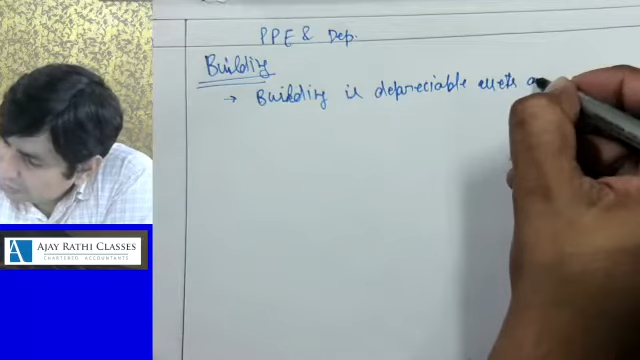 PPE & Dep.
Building
→ Building is depreciable assets a
AJAY RATHI CLASSES
CHARTERED ACCOUNTANTS